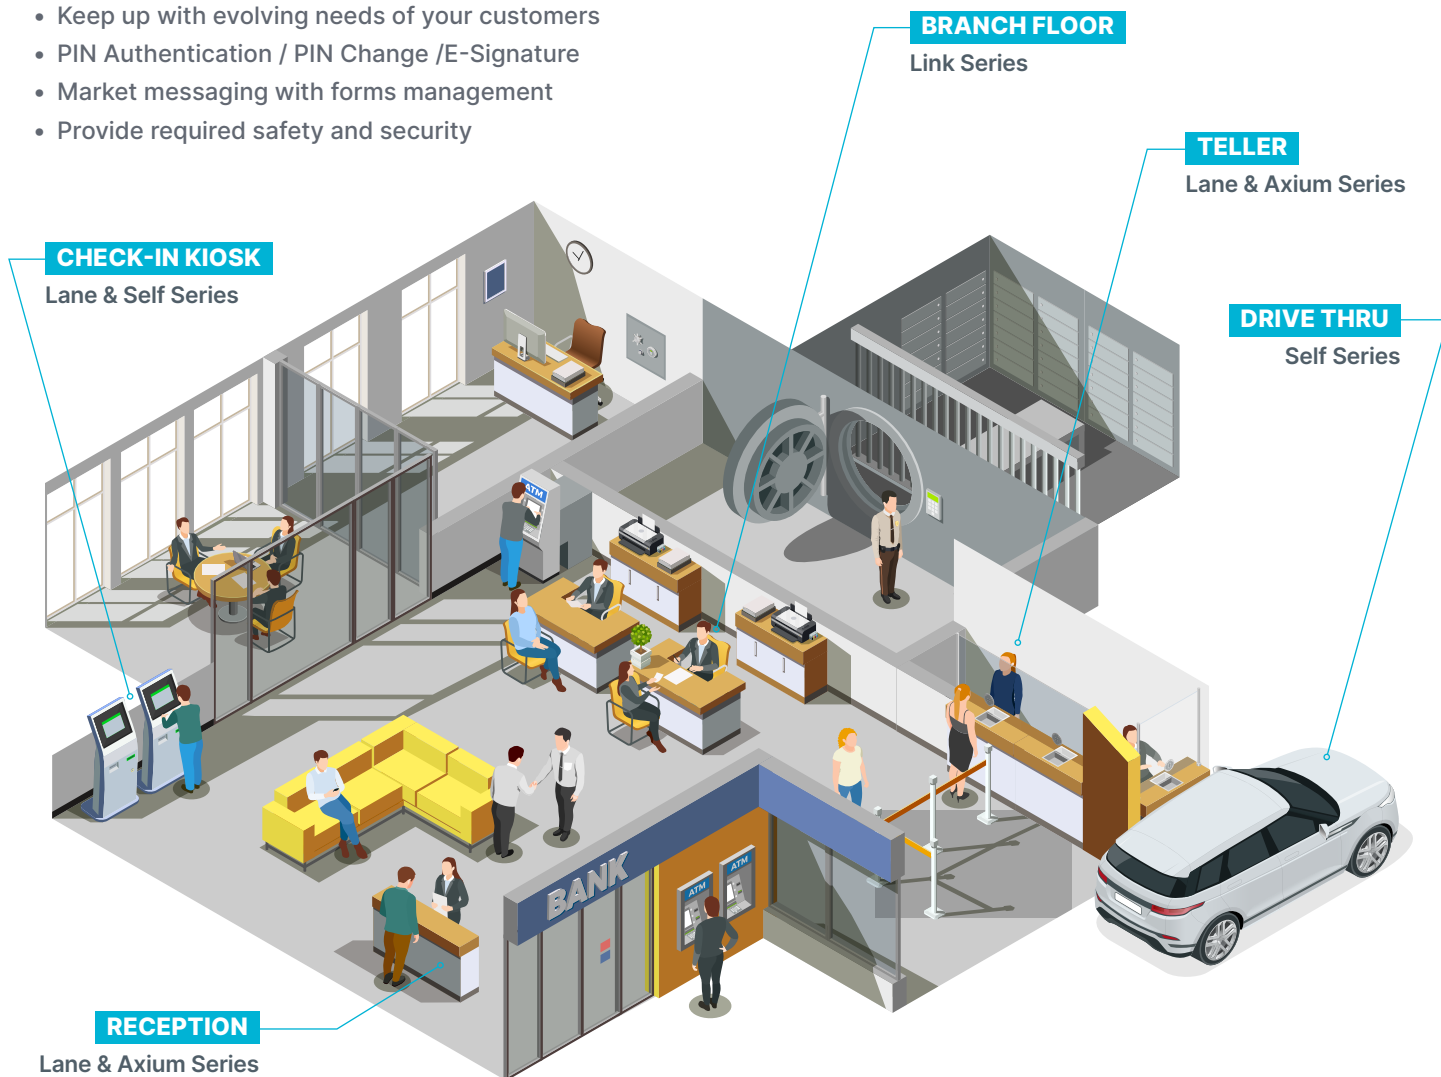 Keep up with evolving needs of your customers
PIN Authentication / PIN Change /E-Signature
Market messaging with forms management
Provide required safety and security
BRANCH FLOOR
Link Series
TELLER
Lane & Axium Series
CHECK-IN KIOSK
Lane & Self Series
DRIVE THRU
Self Series
ATM
BANK
ATM
ATM
RECEPTION
Lane & Axium Series